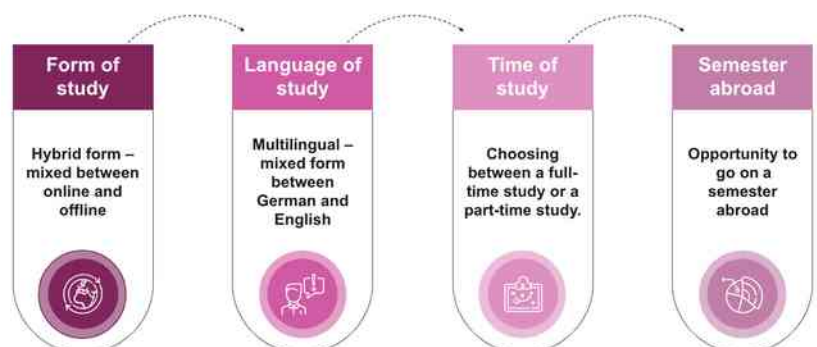 Form of
study
Hybrid form –
mixed between
online and
offline
Language of
study
Multilingual –
mixed form
between
German and
English
Time of
study
Choosing
between a full-
time study or a
part-time study.
Semester
abroad
Opportunity to
go on a
semester
abroad